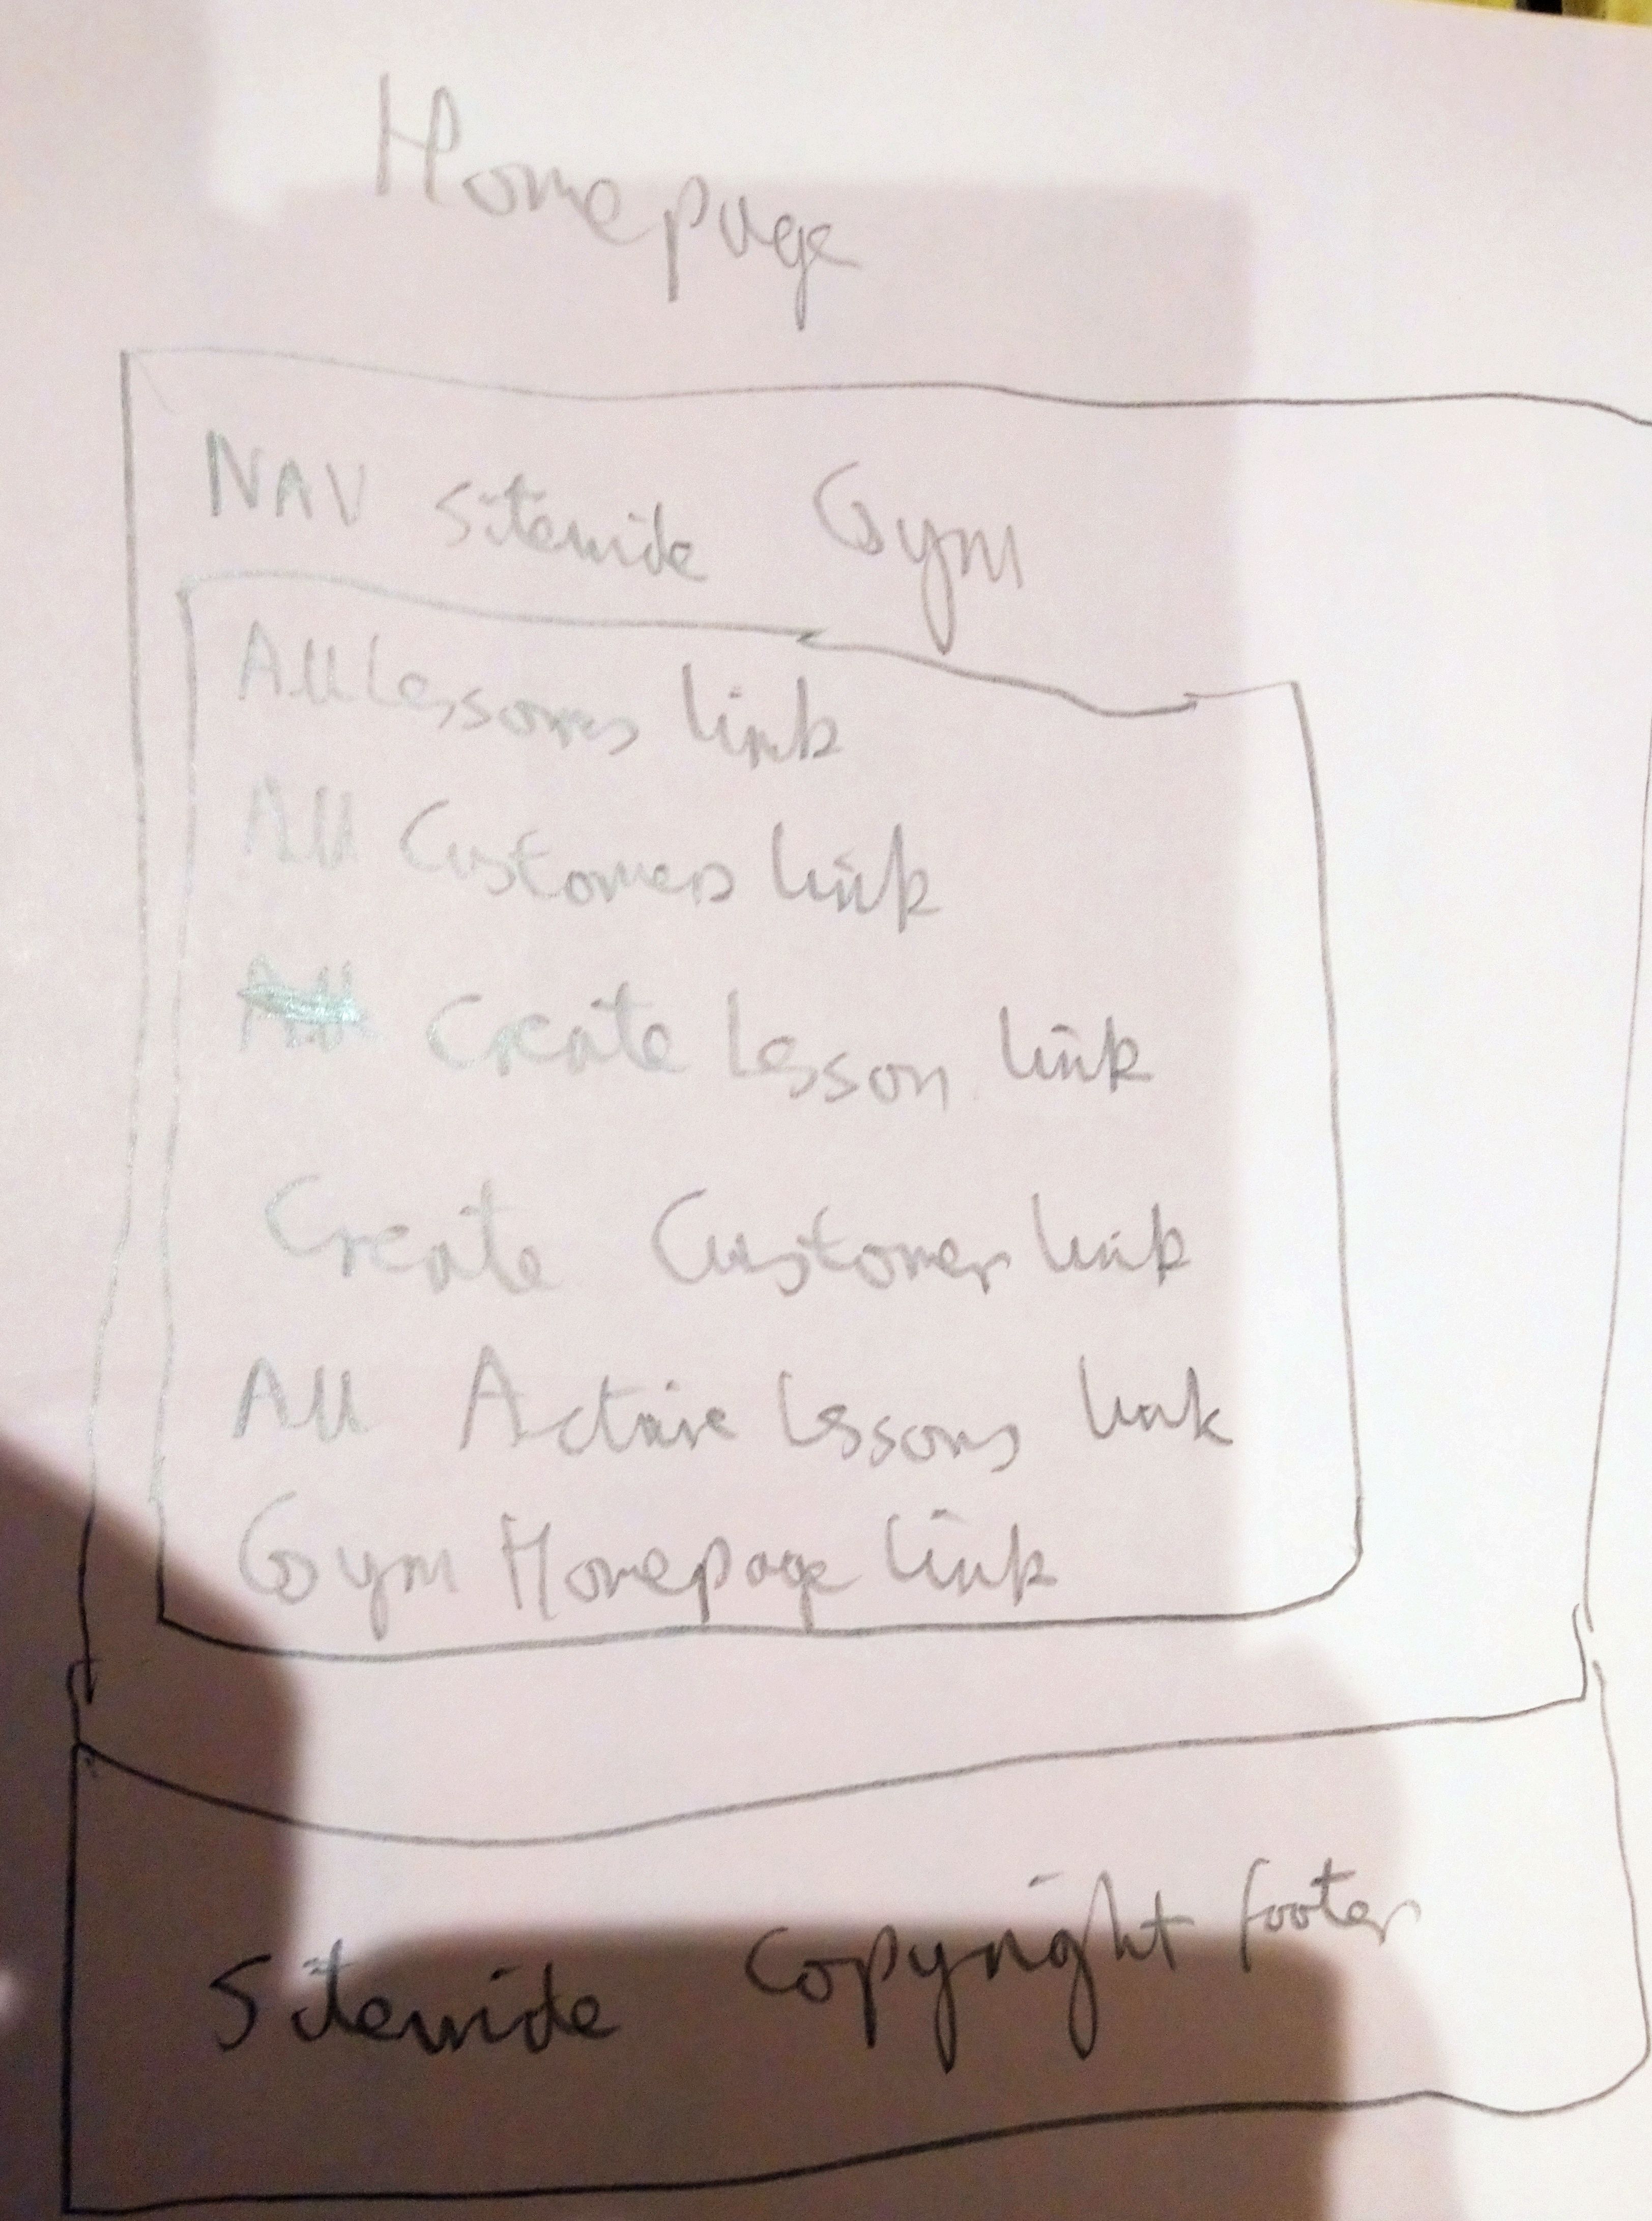 Homepage
NAV sitewide Gym
All lessons link
All Customers link
Create lesson link
Create Customer link
All Active lessons link
Gym Homepage link
Sitewide copyright footer